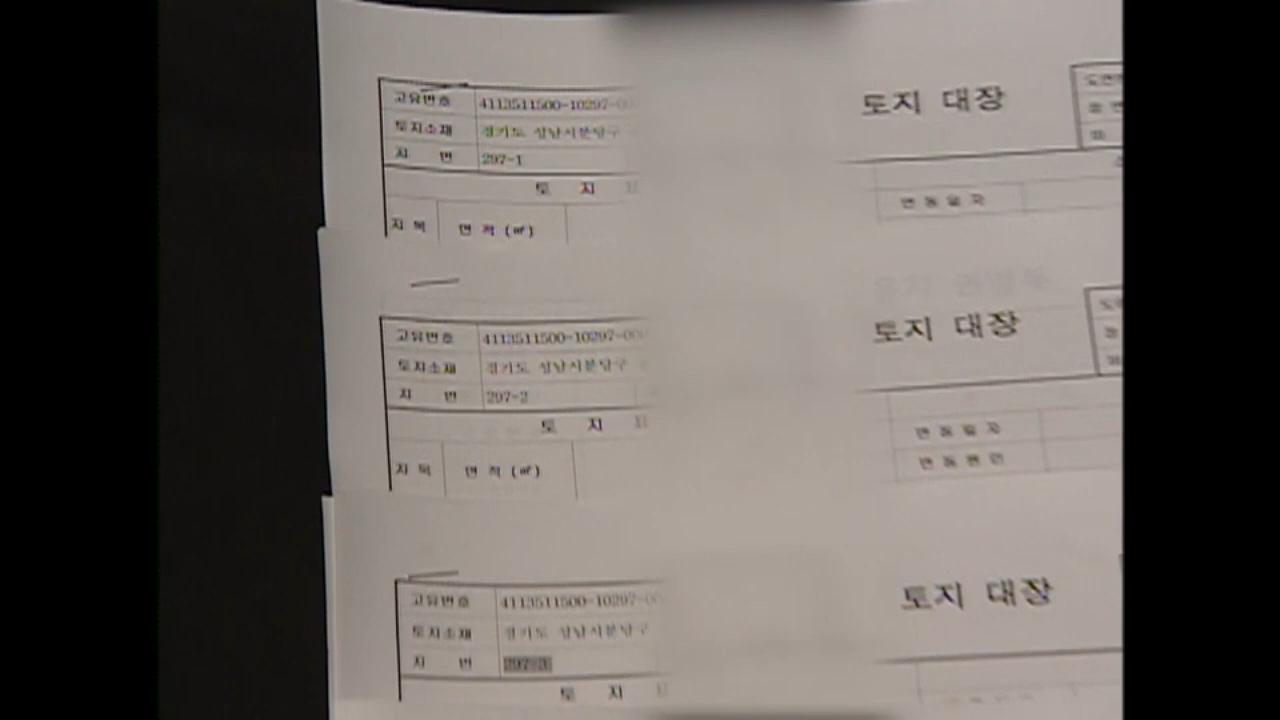 고유번호 4113511500-10297-00
토지 대장
토지소재 경기도 성남시분당구
지 번 297-1
토 지
변 동 일 자
지 목 면 적 (㎡)
고유번호 4113511500-10297-00
토지 대장
토지소재 경기도 성남시분당구
지 번 297-2
토 지
변 동 일 자
변 동 원 인
지 목 면 적 (㎡)
고유번호 4113511500-10297-00
토지 대장
토지소재 경기도 성남시분당구
지 번 297-3
토 지